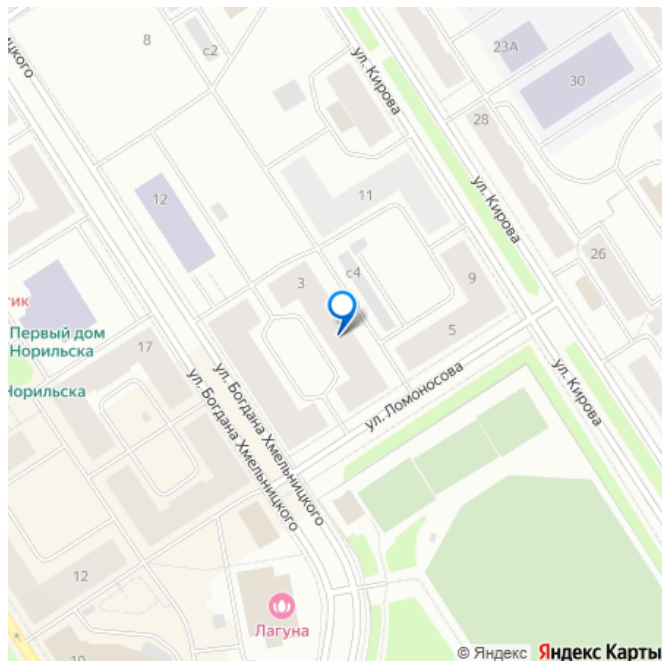 ицкого
8
с2
ул. Кирова
23А
30
28
12
11
ул. Кирова
26
3
с4
9
тик
Первый дом
Норильска
17
5
Норильска
ул. Богдана Хмельницкого
ул. Богдана Хмельницкого
ул. Ломоносова
ул. Кирова
12
Лагуна
10
© Яндекс Яндекс Карты